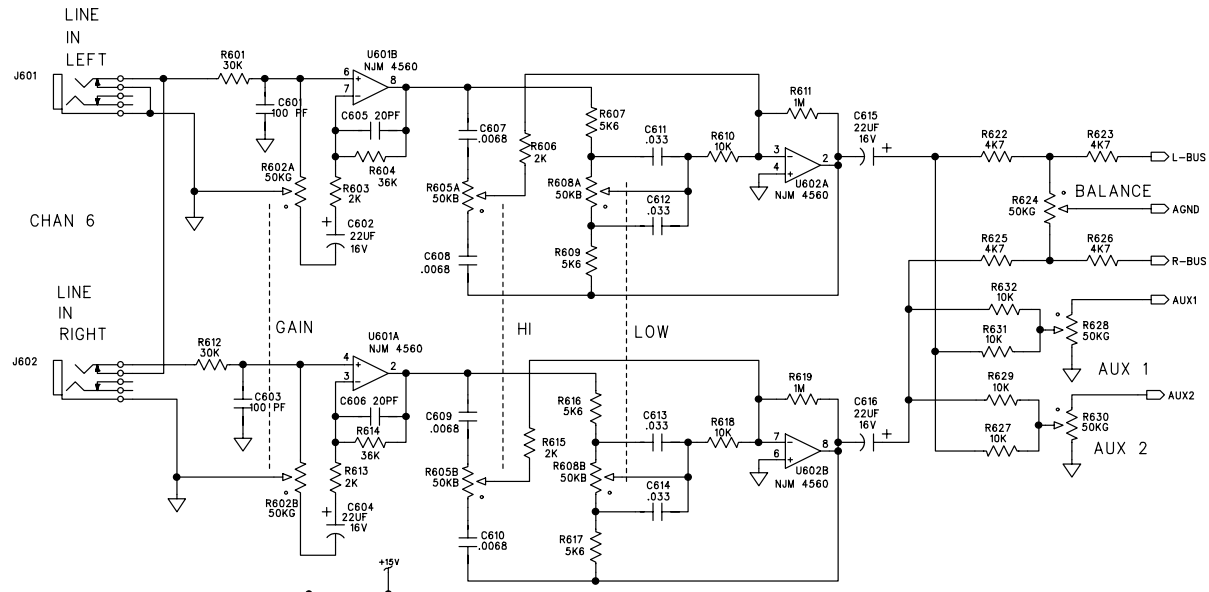 LINE
IN
LEFT
J601
R601
30K
C601
100 PF
U601B
NJM 4560
6
7
8
+
-
C605 20PF
R604
36K
R602A
50KG
R603
2K
+
C602
22UF
16V
CHAN 6
C607
.0068
R605A
50KB
C608
.0068
R606
2K
R607
5K6
C611
.033
R608A
50KB
C612
.033
R609
5K6
R610
10K
R611
1M
3
4
2
-
+
U602A
NJM 4560
C615
22UF
16V
+
R622
4K7
R623
4K7
L-BUS
BALANCE
R624
50KG
AGND
R625
4K7
R626
4K7
R-BUS
R632
10K
AUX1
R631
10K
R628
50KG
AUX 1
R629
10K
AUX2
R627
10K
R630
50KG
AUX 2
LINE
IN
RIGHT
J602
GAIN
HI
LOW
R612
30K
C603
100 PF
U601A
NJM 4560
4
3
2
+
-
C606 20PF
R614
36K
R602B
50KG
R613
2K
+
C604
22UF
16V
C609
.0068
R605B
50KB
C610
.0068
R615
2K
R616
5K6
C613
.033
R608B
50KB
C614
.033
R617
5K6
R618
10K
R619
1M
7
6
8
-
+
U602B
NJM 4560
C616
22UF
16V
+
+15V